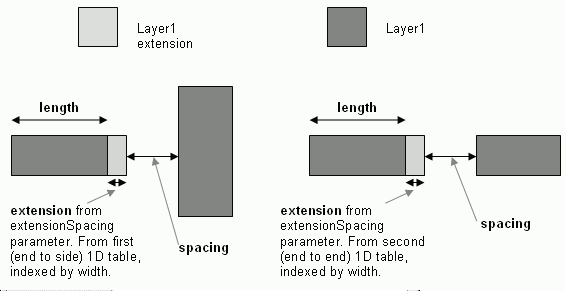 Layer1
extension
Layer1
length
length
extension from
extensionSpacing
parameter. From first
(end to side) 1D table,
indexed by width.
spacing
extension from
extensionSpacing
parameter. From second
(end to end) 1D table,
indexed by width.
spacing